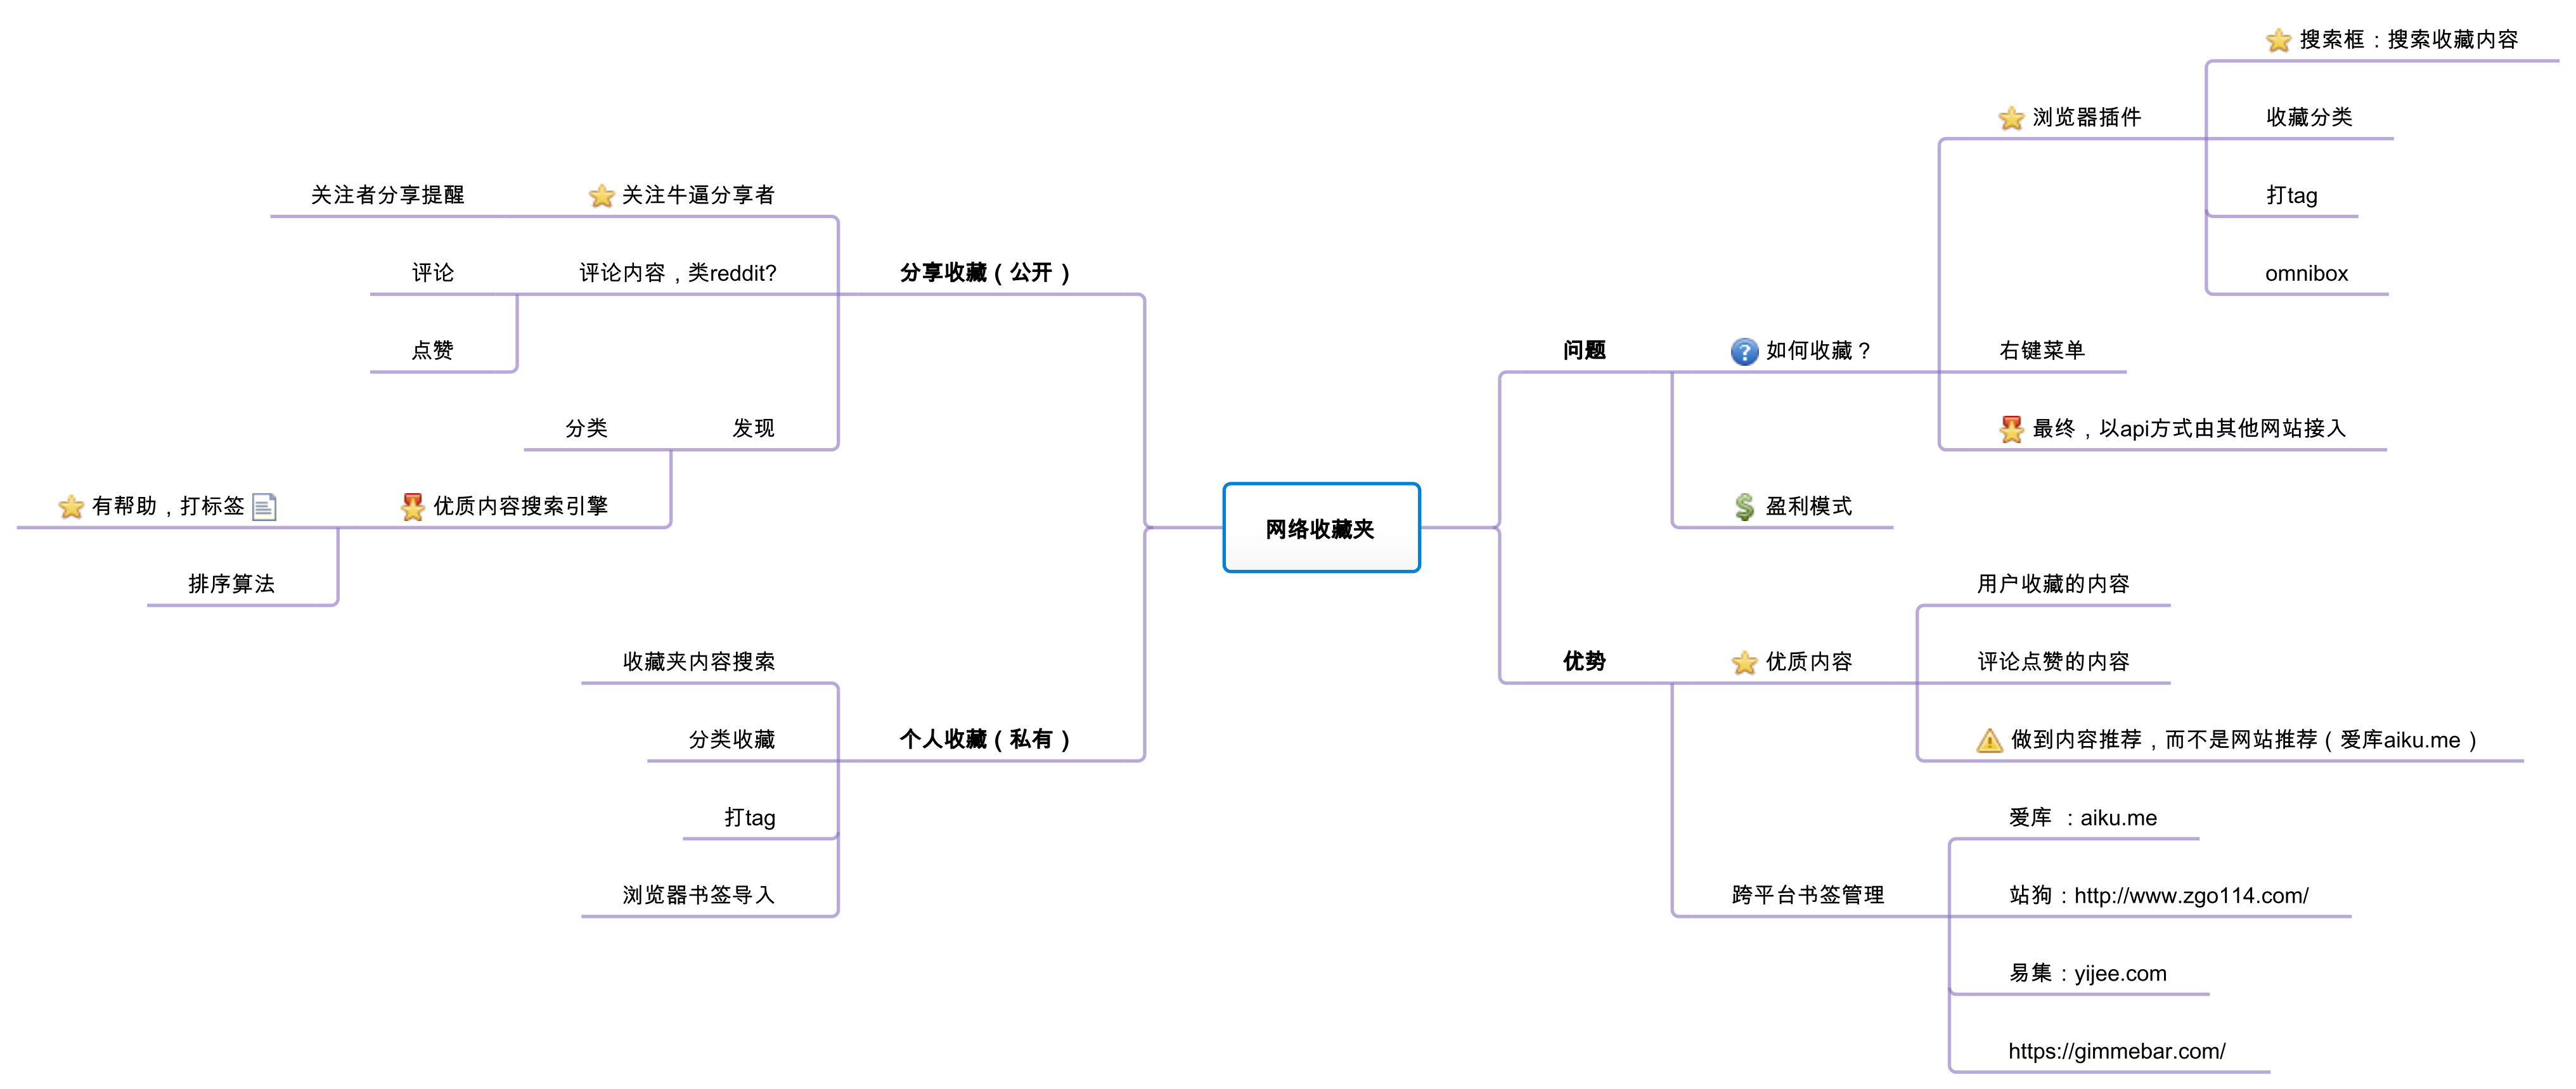 网络收藏夹
分享收藏（公开）
关注牛逼分享者
关注者分享提醒
评论内容，类reddit?
评论
点赞
发现
分类
优质内容搜索引擎
有帮助，打标签
排序算法
个人收藏（私有）
收藏夹内容搜索
分类收藏
打tag
浏览器书签导入
问题
如何收藏？
浏览器插件
搜索框：搜索收藏内容
收藏分类
打tag
omnibox
右键菜单
最终，以api方式由其他网站接入
盈利模式
优势
优质内容
用户收藏的内容
评论点赞的内容
做到内容推荐，而不是网站推荐（爱库aiku.me）
跨平台书签管理
爱库 ：aiku.me
站狗：http://www.zgo114.com/
易集：yijee.com
https://gimmebar.com/